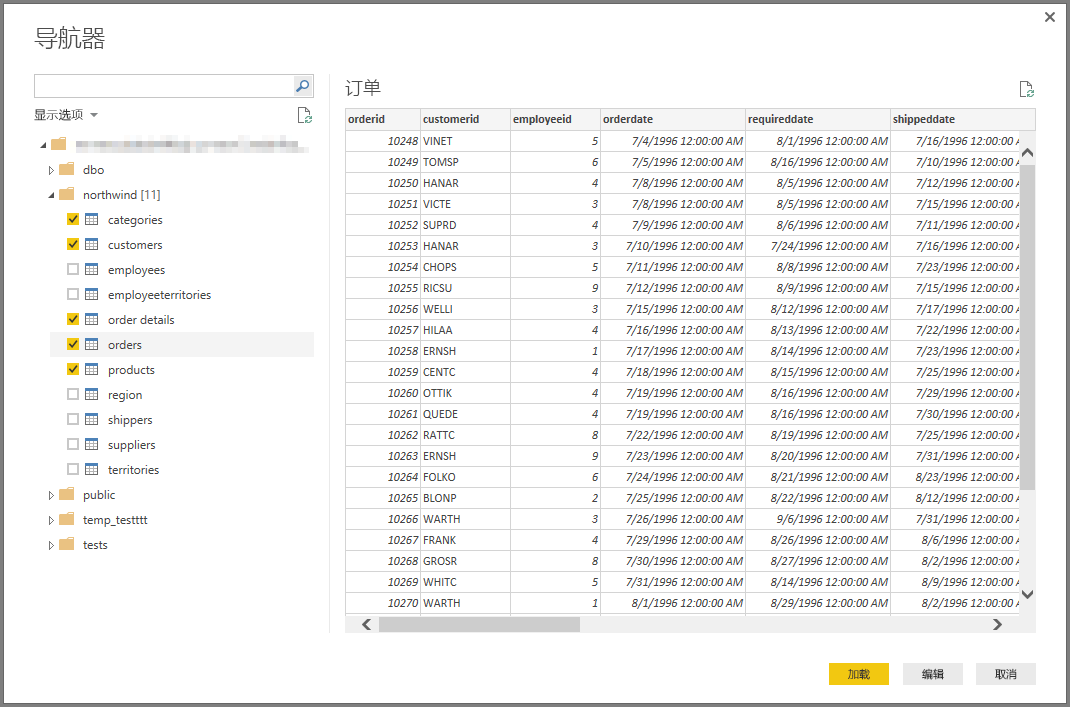 导航器
显示选项
dbo
northwind [11]
categories
customers
employees
employeeterritories
order details
orders
products
region
shippers
suppliers
territories
public
temp_testttt
tests
订单
orderid customerid employeeid orderdate requireddate shippeddate
10248 VINET 5 7/4/1996 12:00:00 AM 8/1/1996 12:00:00 AM 7/16/1996 12:00:00 A
10249 TOMSP 6 7/5/1996 12:00:00 AM 8/16/1996 12:00:00 AM 7/10/1996 12:00:00 A
10250 HANAR 4 7/8/1996 12:00:00 AM 8/5/1996 12:00:00 AM 7/12/1996 12:00:00 A
10251 VICTE 3 7/8/1996 12:00:00 AM 8/5/1996 12:00:00 AM 7/15/1996 12:00:00 A
10252 SUPRD 4 7/9/1996 12:00:00 AM 8/6/1996 12:00:00 AM 7/11/1996 12:00:00 A
10253 HANAR 3 7/10/1996 12:00:00 AM 7/24/1996 12:00:00 AM 7/16/1996 12:00:00 A
10254 CHOPS 5 7/11/1996 12:00:00 AM 8/8/1996 12:00:00 AM 7/23/1996 12:00:00 A
10255 RICSU 9 7/12/1996 12:00:00 AM 8/9/1996 12:00:00 AM 7/15/1996 12:00:00 A
10256 WELLI 3 7/15/1996 12:00:00 AM 8/12/1996 12:00:00 AM 7/17/1996 12:00:00 A
10257 HILAA 4 7/16/1996 12:00:00 AM 8/13/1996 12:00:00 AM 7/22/1996 12:00:00 A
10258 ERNSH 1 7/17/1996 12:00:00 AM 8/14/1996 12:00:00 AM 7/23/1996 12:00:00 A
10259 CENTC 4 7/18/1996 12:00:00 AM 8/15/1996 12:00:00 AM 7/25/1996 12:00:00 A
10260 OTTIK 4 7/19/1996 12:00:00 AM 8/16/1996 12:00:00 AM 7/29/1996 12:00:00 A
10261 QUEDE 4 7/19/1996 12:00:00 AM 8/16/1996 12:00:00 AM 7/30/1996 12:00:00 A
10262 RATTC 8 7/22/1996 12:00:00 AM 8/19/1996 12:00:00 AM 7/25/1996 12:00:00 A
10263 ERNSH 9 7/23/1996 12:00:00 AM 8/20/1996 12:00:00 AM 7/31/1996 12:00:00 A
10264 FOLKO 6 7/24/1996 12:00:00 AM 8/21/1996 12:00:00 AM 8/23/1996 12:00:00 A
10265 BLONP 2 7/25/1996 12:00:00 AM 8/22/1996 12:00:00 AM 8/12/1996 12:00:00 A
10266 WARTH 3 7/26/1996 12:00:00 AM 9/6/1996 12:00:00 AM 7/31/1996 12:00:00 A
10267 FRANK 4 7/29/1996 12:00:00 AM 8/26/1996 12:00:00 AM 8/6/1996 12:00:00 A
10268 GROSR 8 7/30/1996 12:00:00 AM 8/27/1996 12:00:00 AM 8/2/1996 12:00:00 A
10269 WHITC 5 7/31/1996 12:00:00 AM 8/14/1996 12:00:00 AM 8/9/1996 12:00:00 A
10270 WARTH 1 8/1/1996 12:00:00 AM 8/29/1996 12:00:00 AM 8/2/1996 12:00:00 A
加载 编辑 取消